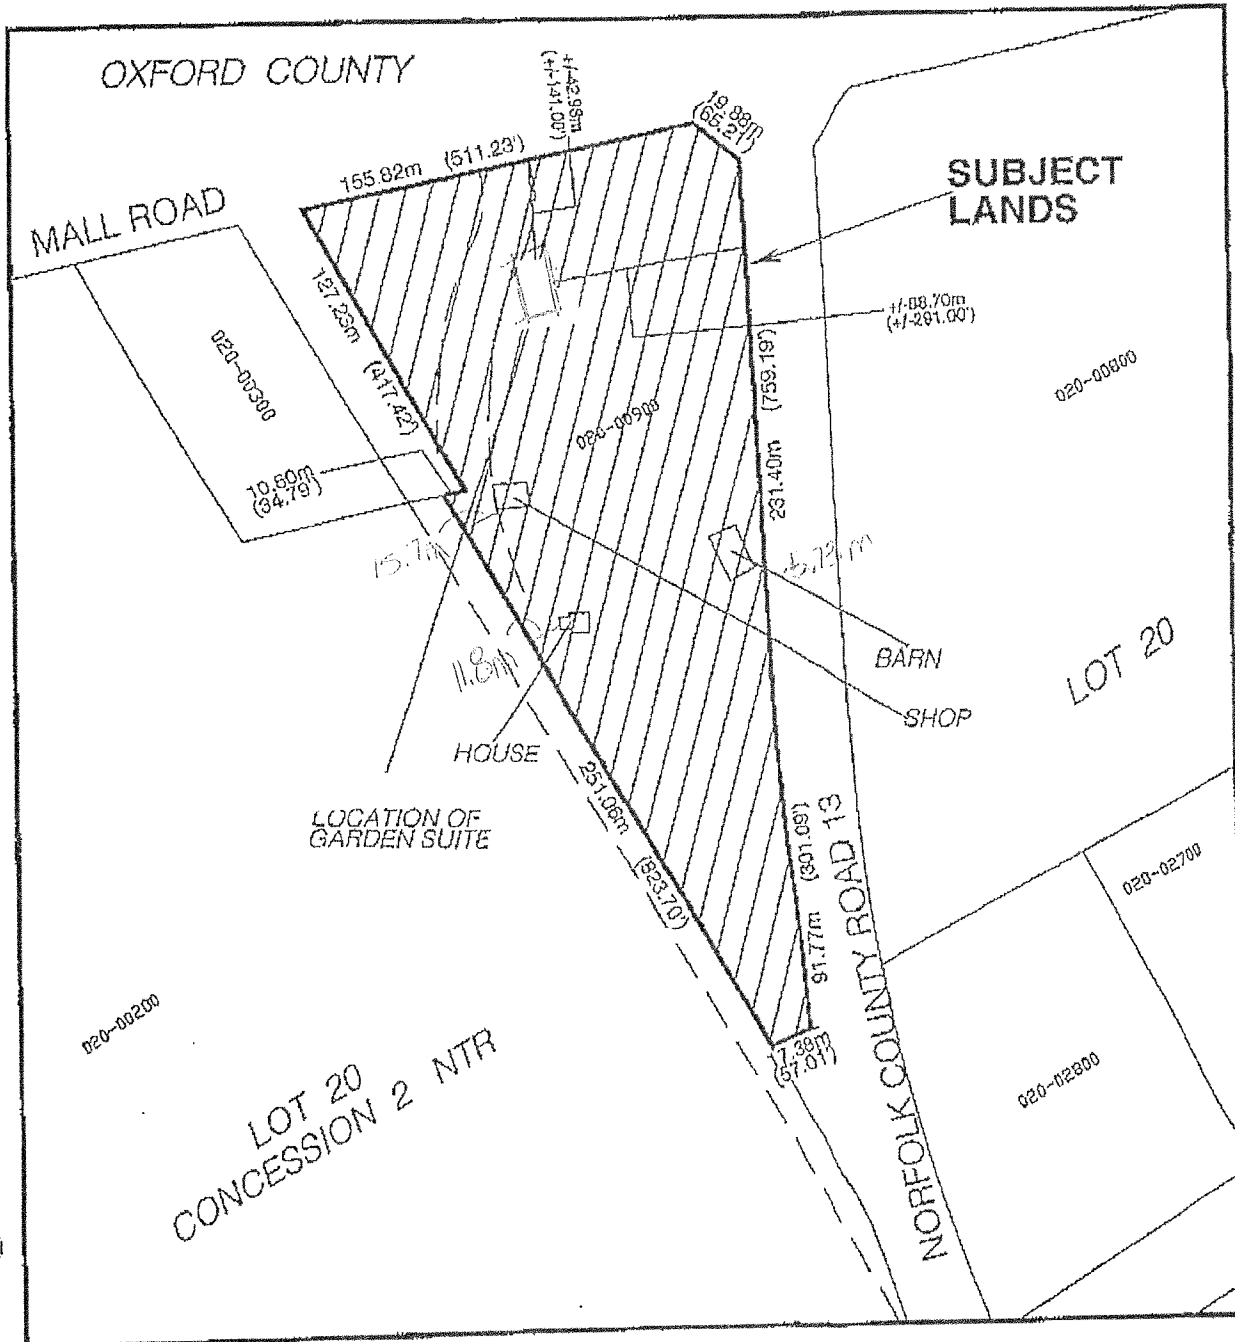 OXFORD COUNTY
+/-42.98m
(+/-141.00')
19.88m
(65.21')
155.82m (511.23')
SUBJECT
LANDS
MALL ROAD
127.23m (417.42')
020-00300
+/-88.70m
(+/-291.00')
(759.19')
231.40m
020-00900
020-00800
10.60m
(34.79')
15.7m
5.73m
11.8m
BARN
SHOP
HOUSE
LOT 20
LOCATION OF
GARDEN SUITE
251.06m (823.70')
(301.09')
91.77m
NORFOLK COUNTY ROAD 13
020-02700
020-02800
17.38m
(57.01')
020-00200
LOT 20
CONCESSION 2 NTR